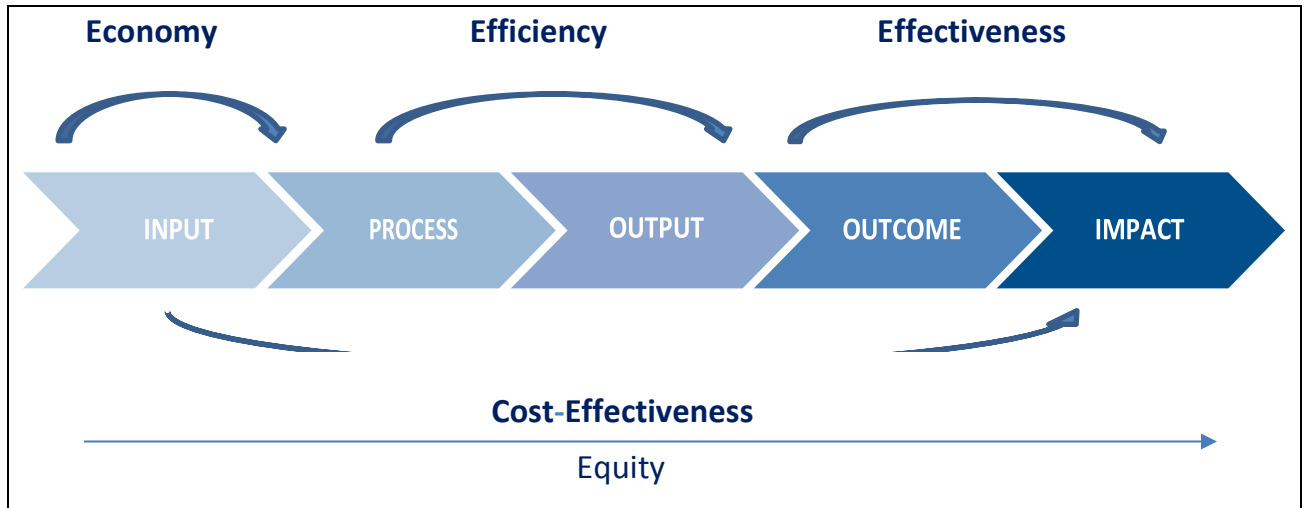 Economy Efficiency Effectiveness
INPUT PROCESS OUTPUT OUTCOME IMPACT
Cost-Effectiveness
Equity